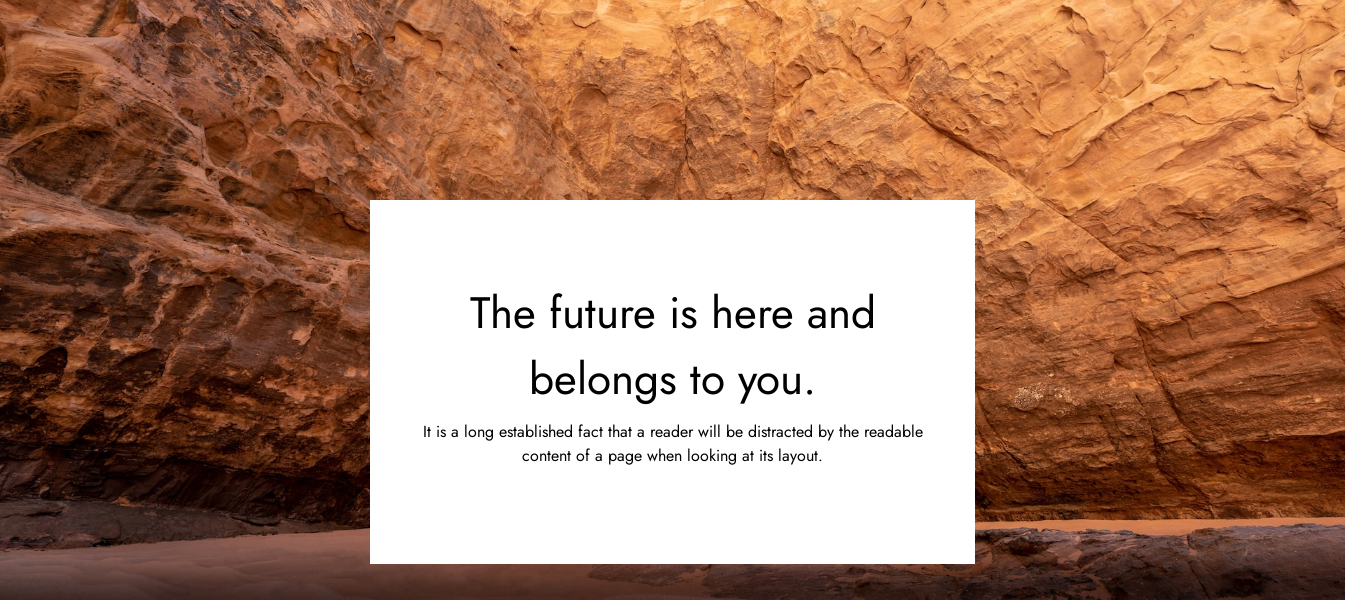 The future is here and
belongs to you.
It is a long established fact that a reader will be distracted by the readable
content of a page when looking at its layout.